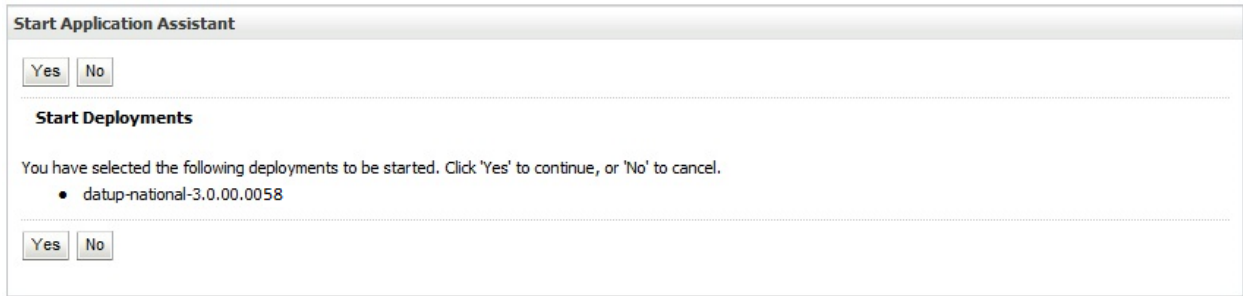 Start Application Assistant
Yes No
Start Deployments
You have selected the following deployments to be started. Click 'Yes' to continue, or 'No' to cancel.
● datup-national-3.0.00.0058
Yes No